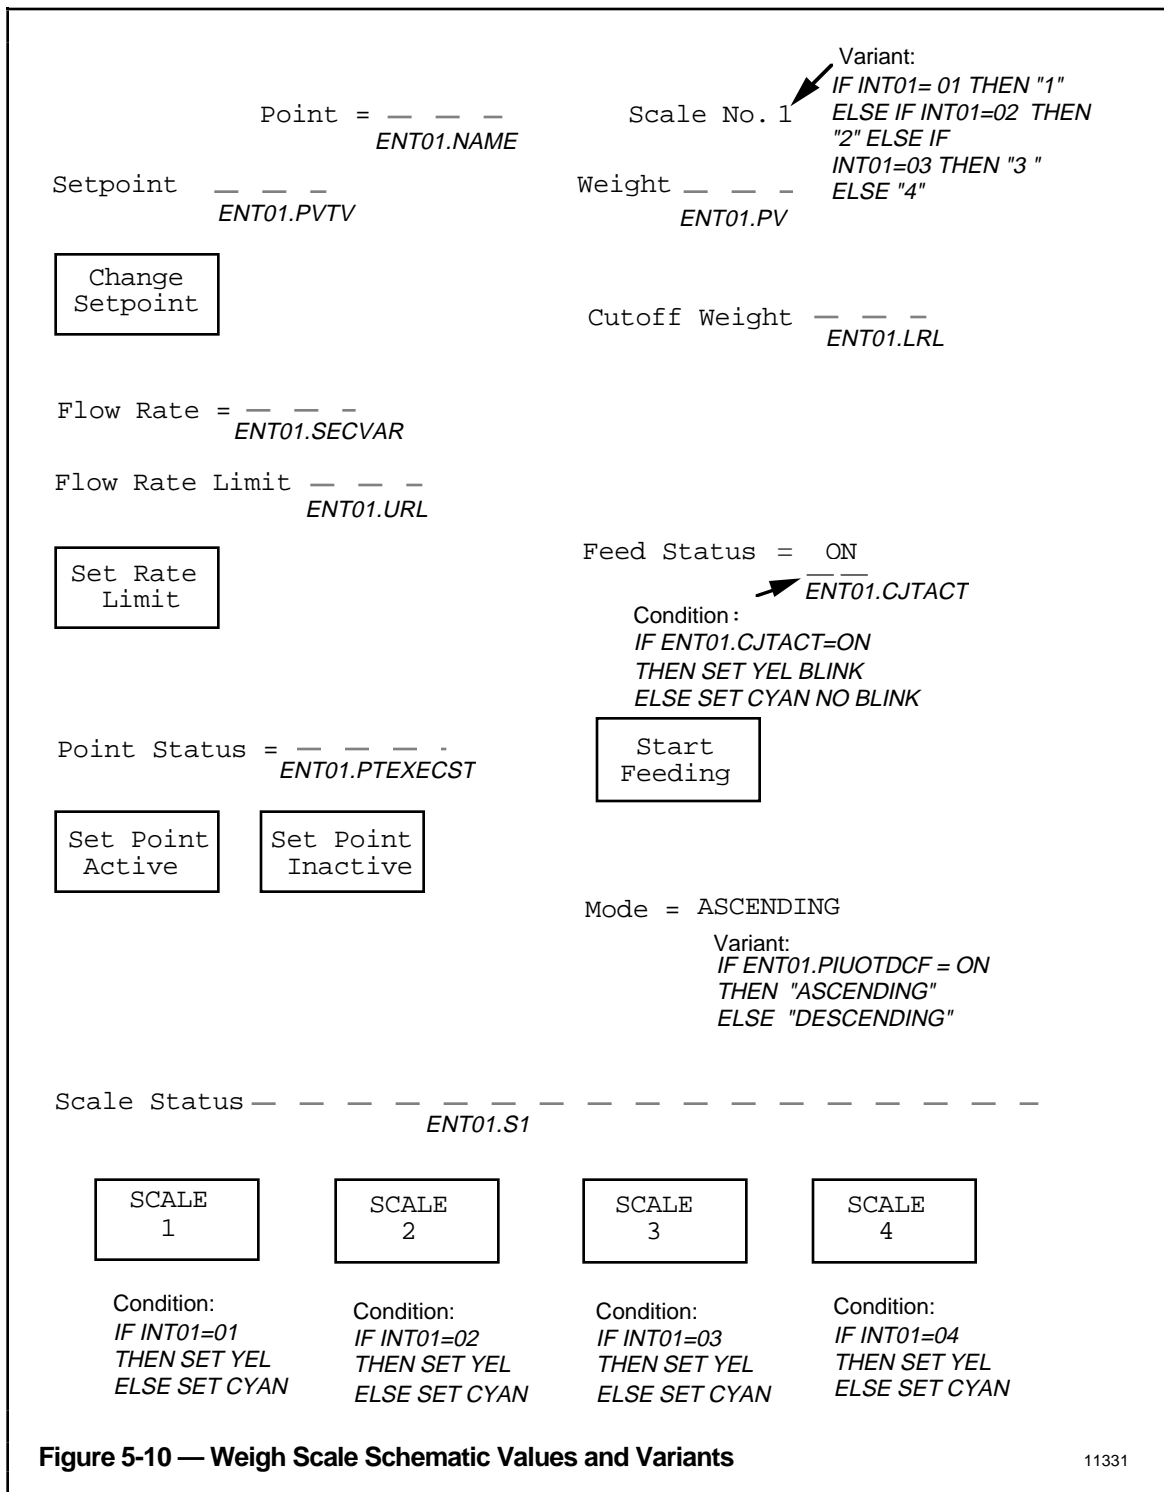 Variant:
IF INT01= 01 THEN "1"
Point = — — —
Scale No. 1
ELSE IF INT01=02 THEN
ENT01.NAME
"2" ELSE IF
INT01=03 THEN "3 "
ELSE "4"
Setpoint — — –
Weight — — –
ENT01.PVTV
ENT01.PV
Change
Setpoint
Cutoff Weight — — –
ENT01.LRL
Flow Rate = — — –
ENT01.SECVAR
Flow Rate Limit — — –
ENT01.URL
Set Rate
Limit
Feed Status = ON
ENT01.CJTACT
Condition:
IF ENT01.CJTACT=ON
THEN SET YEL BLINK
ELSE SET CYAN NO BLINK
Start
Feeding
Point Status = — — — -
ENT01.PTEXECST
Set Point
Active
Set Point
Inactive
Mode = ASCENDING
Variant:
IF ENT01.PIUOTDCF = ON
THEN "ASCENDING"
ELSE "DESCENDING"
Scale Status — — — — — — — — — — — — — — — — –
ENT01.S1
SCALE
1
SCALE
2
SCALE
3
SCALE
4
Condition:
IF INT01=01
THEN SET YEL
ELSE SET CYAN
Condition:
IF INT01=02
THEN SET YEL
ELSE SET CYAN
Condition:
IF INT01=03
THEN SET YEL
ELSE SET CYAN
Condition:
IF INT01=04
THEN SET YEL
ELSE SET CYAN
Figure 5-10 — Weigh Scale Schematic Values and Variants
11331